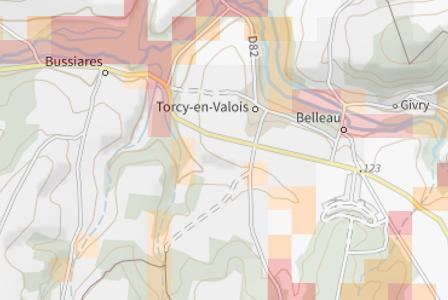 D82
Bussiares
Torcy-en-Valois
Givry
Belleau
123